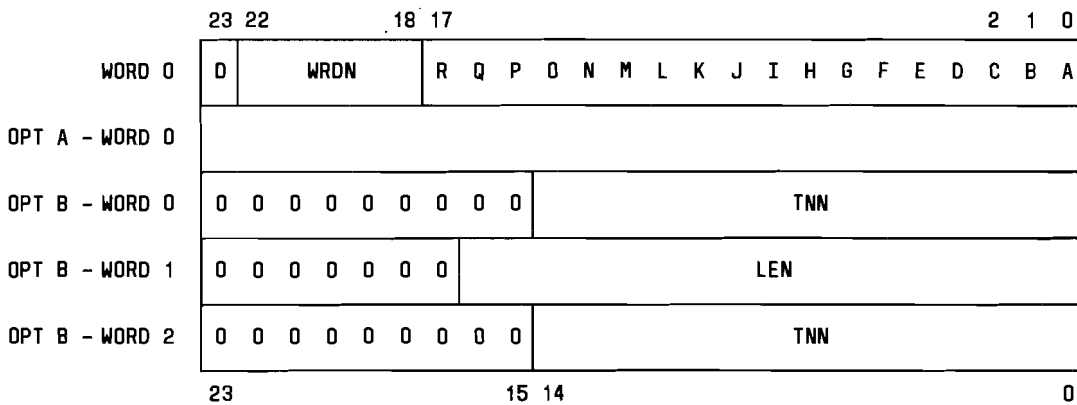 23 22 18 17 2 1 0
WORD 0 D WRDN R Q P O N M L K J I H G F E D C B A
OPT A - WORD 0
OPT B - WORD 0 0 0 0 0 0 0 0 0 0 TNN
OPT B - WORD 1 0 0 0 0 0 0 0 LEN
OPT B - WORD 2 0 0 0 0 0 0 0 0 0 TNN
23 15 14 0